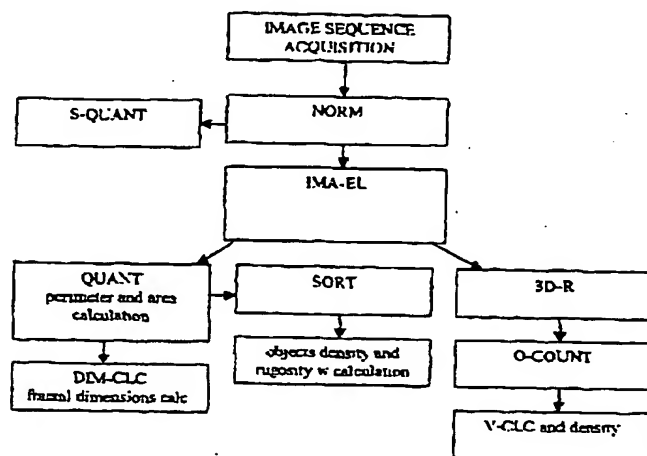 IMAGE SEQUENCE
ACQUISITION
S-QUANT
NORM
IMA-EL
QUANT
perimeter and area
calculation
SORT
3D-R
DIM-CLC
fractal dimensions calc
objects density and
rugosity w calculation
O-COUNT
V-CLC and density